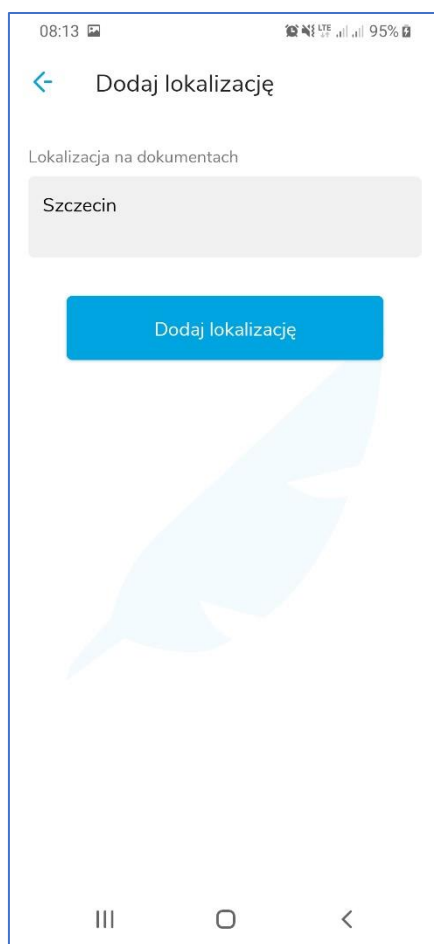 08:13 95%
Dodaj lokalizację
Lokalizacja na dokumentach
Szczecin
Dodaj lokalizację